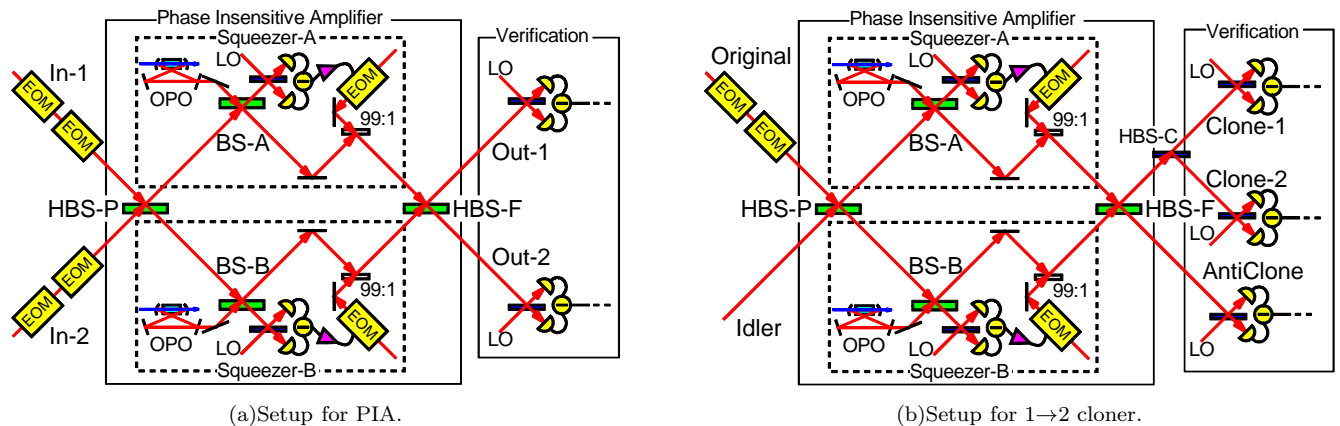 Phase Insensitive Amplifier
Squeezer-A
Verification
In-1
EOM
EOM
LO
EOM
OPO
99:1
BS-A
LO
Out-1
HBS-P
HBS-F
BS-B
Out-2
EOM
EOM
In-2
99:1
OPO
LO
EOM
LO
Squeezer-B
(a)Setup for PIA.
Phase Insensitive Amplifier
Squeezer-A
Verification
Original
EOM
EOM
LO
EOM
OPO
99:1
BS-A
LO
HBS-C
Clone-1
Clone-2
HBS-P
HBS-F
LO
BS-B
AntiClone
99:1
Idler
OPO
LO
EOM
LO
Squeezer-B
(b)Setup for 1→2 cloner.